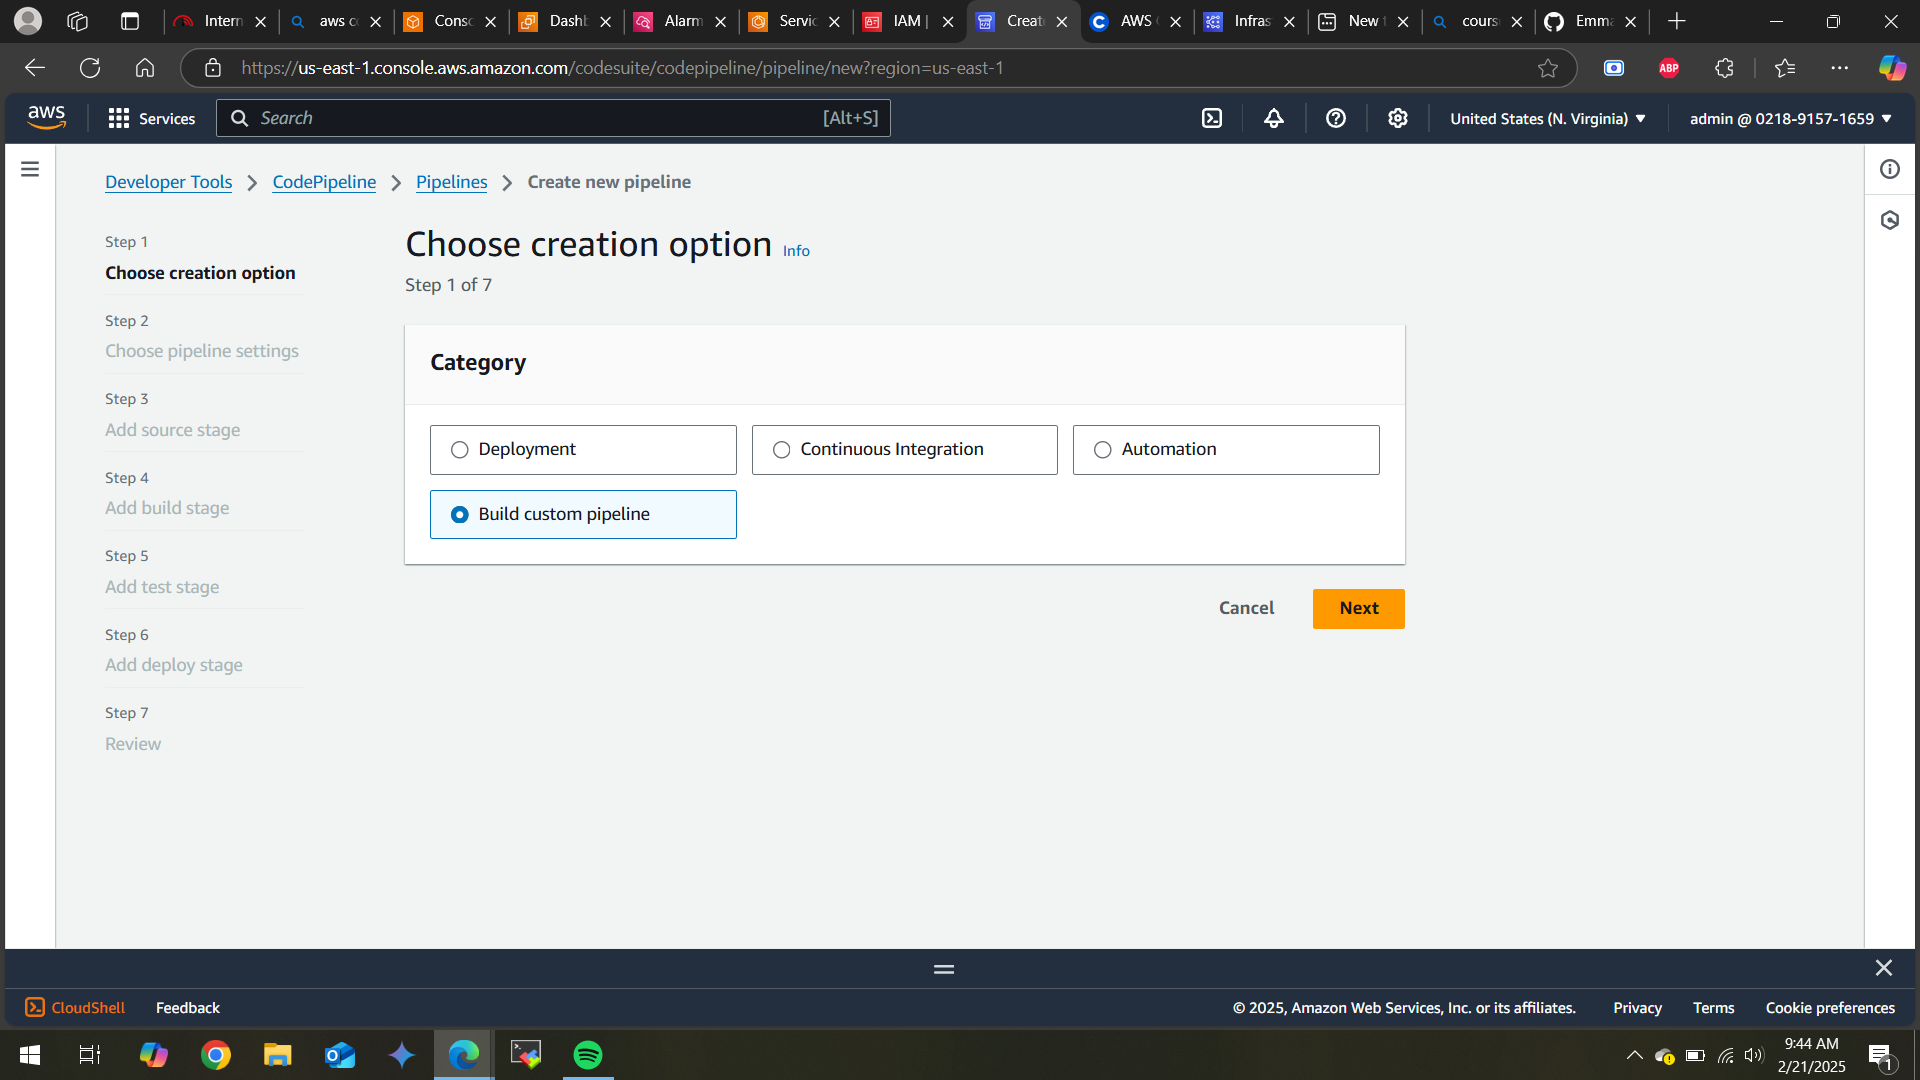 Intern
aws c
Consc
Dashb
Alarm
Servic
IAM |
Creat
AWS
Infras
New
cours
Emma
https://us-east-1.console.aws.amazon.com/codesuite/codepipeline/pipeline/new?region=us-east-1
ABP
aws
Services
Search
[Alt+S]
United States (N. Virginia)
admin @ 0218-9157-1659
Developer Tools
CodePipeline
Pipelines
Create new pipeline
Step 1
Choose creation option
Step 2
Choose pipeline settings
Step 3
Add source stage
Step 4
Add build stage
Step 5
Add test stage
Step 6
Add deploy stage
Step 7
Review
Choose creation option Info
Step 1 of 7
Category
Deployment
Continuous Integration
Automation
Build custom pipeline
Cancel
Next
CloudShell
Feedback
© 2025, Amazon Web Services, Inc. or its affiliates.
Privacy
Terms
Cookie preferences
9:44 AM
2/21/2025
1